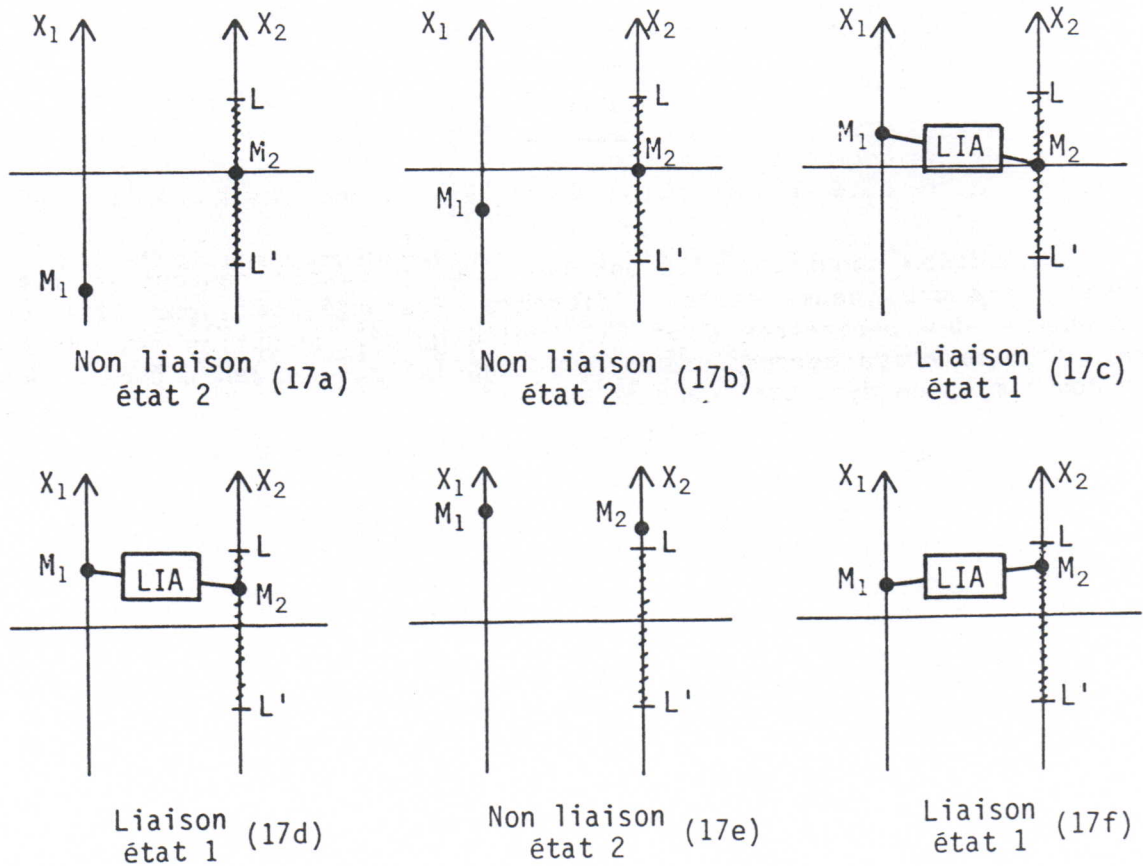 X₁ X₂
L
M₂
L'
M₁
Non liaison
état 2 (17a)
X₁ X₂
L
M₂
M₁
L'
Non liaison
état 2 (17b)
X₁ X₂
L
M₁ LIA M₂
L'
Liaison
état 1 (17c)
X₁ X₂
L
M₁ LIA M₂
L'
Liaison
état 1 (17d)
X₁ X₂
M₁ M₂
L
L'
Non liaison
état 2 (17e)
X₁ X₂
L
M₁ LIA M₂
L'
Liaison
état 1 (17f)